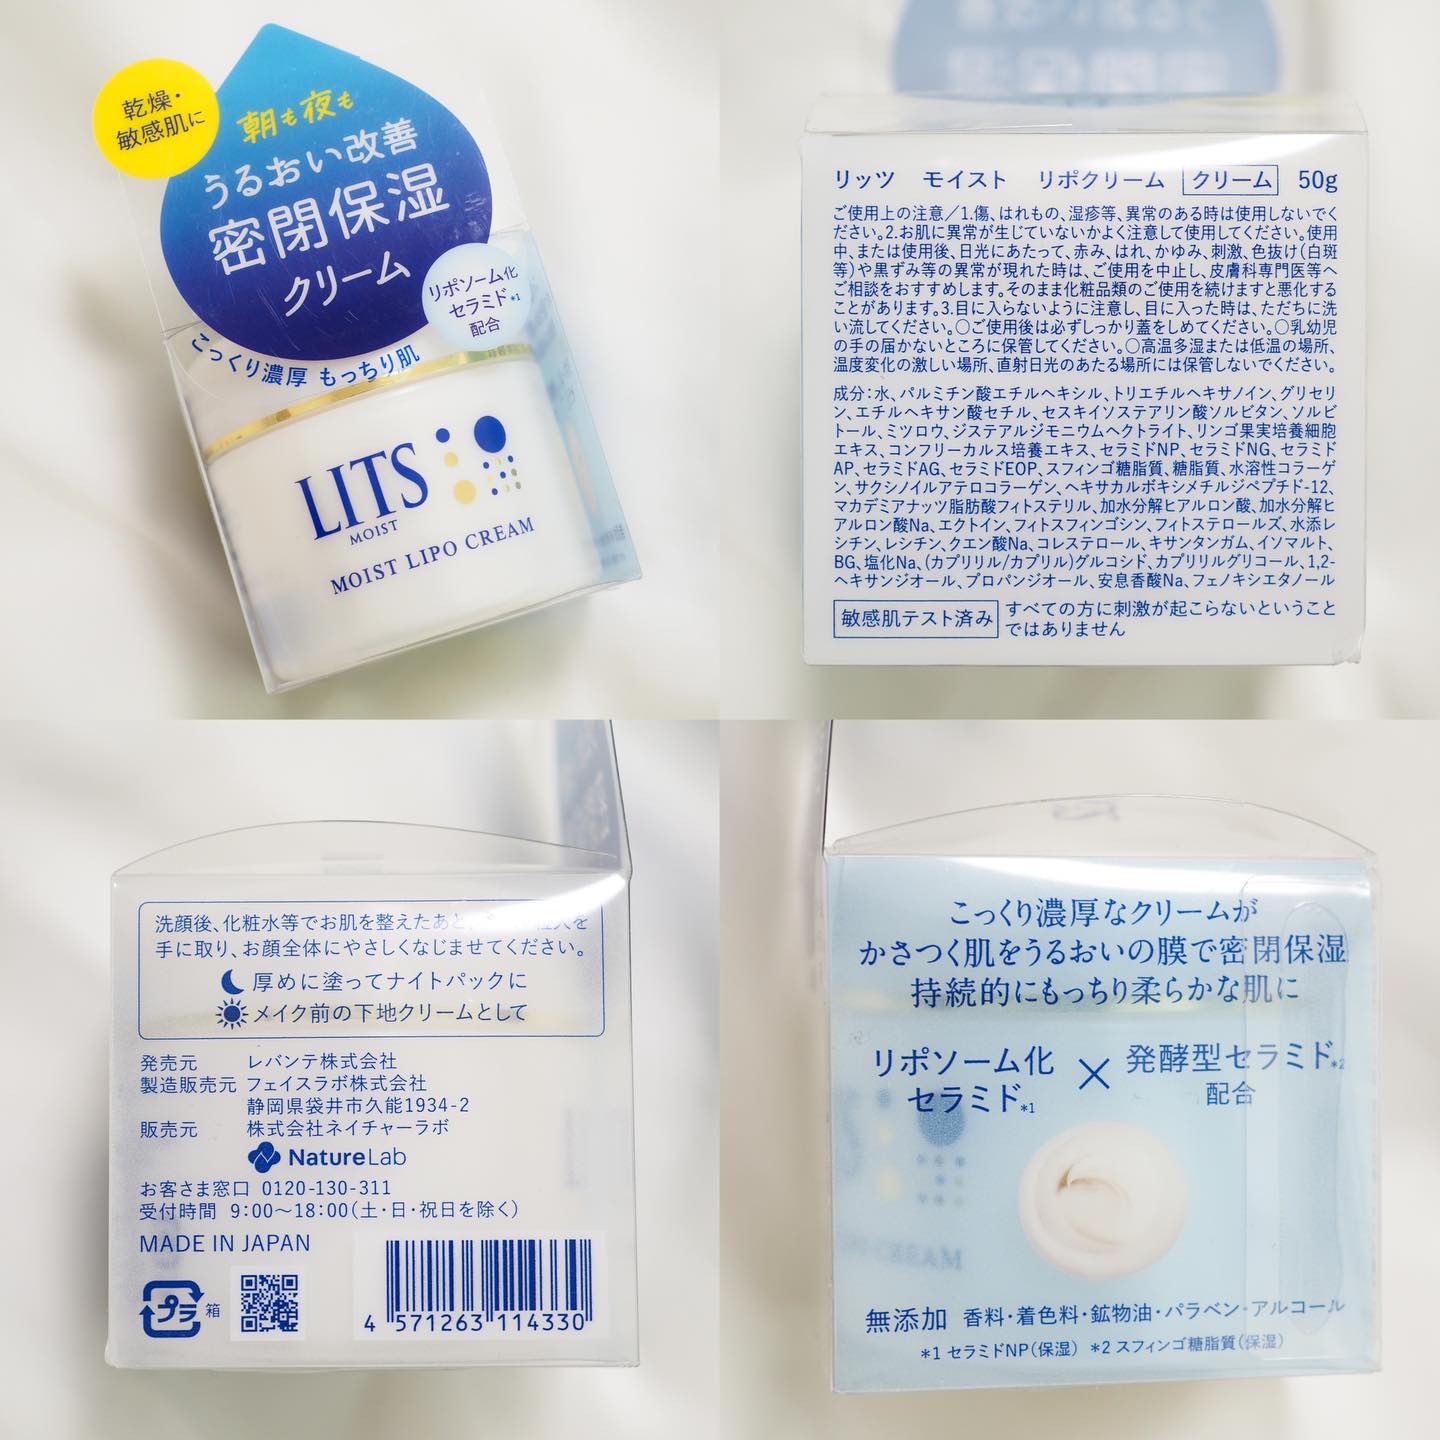 乾燥・
敏感肌に
朝も夜も
うるおい改善
密閉保湿
クリーム
リポソーム化
セラミド*1
配合
こっくり濃厚 もっちり肌
LITS
MOIST
MOIST LIPO CREAM
リッツ モイスト リポクリーム クリーム 50g
ご使用上の注意／1.傷、はれもの、湿疹等、異常のある時は使用しないでく
ださい。2.お肌に異常が生じていないかよく注意して使用してください。使用
中、または使用後、日光にあたって、赤み、はれ、かゆみ、刺激、色抜け(白斑
等)や黒ずみ等の異常が現れた時は、ご使用を中止し、皮膚科専門医等へ
ご相談をおすすめします。そのまま化粧品類のご使用を続けますと悪化する
ことがあります。3.目に入らないように注意し、目に入った時は、ただちに洗
い流してください。○ご使用後は必ずしっかり蓋をしめてください。○乳幼児
の手の届かないところに保管してください。○高温多湿または低温の場所、
温度変化の激しい場所、直射日光のあたる場所には保管しないでください。
成分:水、パルミチン酸エチルヘキシル、トリエチルヘキサノイン、グリセリ
ン、エチルヘキサン酸セチル、セスキイソステアリン酸ソルビタン、ソルビ
トール、ミツロウ、ジステアルジモニウムヘクトライト、リンゴ果実培養細胞
エキス、コンフリーカルス培養エキス、セラミドNP、セラミドNG、セラミド
AP、セラミドAG、セラミドEOP、スフィンゴ糖脂質、糖脂質、水溶性コラーゲ
ン、サクシノイルアテロコラーゲン、ヘキサカルボキシメチルジペプチド-12、
マカデミアナッツ脂肪酸フィトステリル、加水分解ヒアルロン酸、加水分解ヒ
アルロン酸Na、エクトイン、フィトスフィンゴシン、フィトステロールズ、水添レ
シチン、レシチン、クエン酸Na、コレステロール、キサンタンガム、イソマルト、
BG、塩化Na、(カプリリル/カプリル)グルコシド、カプリリルグリコール、1,2-
ヘキサンジオール、プロパンジオール、安息香酸Na、フェノキシエタノール
敏感肌テスト済み すべての方に刺激が起こらないということ
ではありません
洗顔後、化粧水等でお肌を整えたあと、を
手に取り、お顔全体にやさしくなじませてください。
厚めに塗ってナイトパックに
メイク前の下地クリームとして
発売元 レバンテ株式会社
製造販売元 フェイスラボ株式会社
静岡県袋井市久能1934-2
販売元 株式会社ネイチャーラボ
NatureLab
お客さま窓口 0120-130-311
受付時間 9:00〜18:00(土・日・祝日を除く)
MADE IN JAPAN
プラ 箱
4 571263 114330
こっくり濃厚なクリームが
かさつく肌をうるおいの膜で密閉保湿
持続的にもっちり柔らかな肌に
リポソーム化
セラミド*1
×
発酵型セラミド*2
配合
無添加 香料・着色料・鉱物油・パラベン・アルコール
*1 セラミドNP(保湿) *2 スフィンゴ糖脂質(保湿)